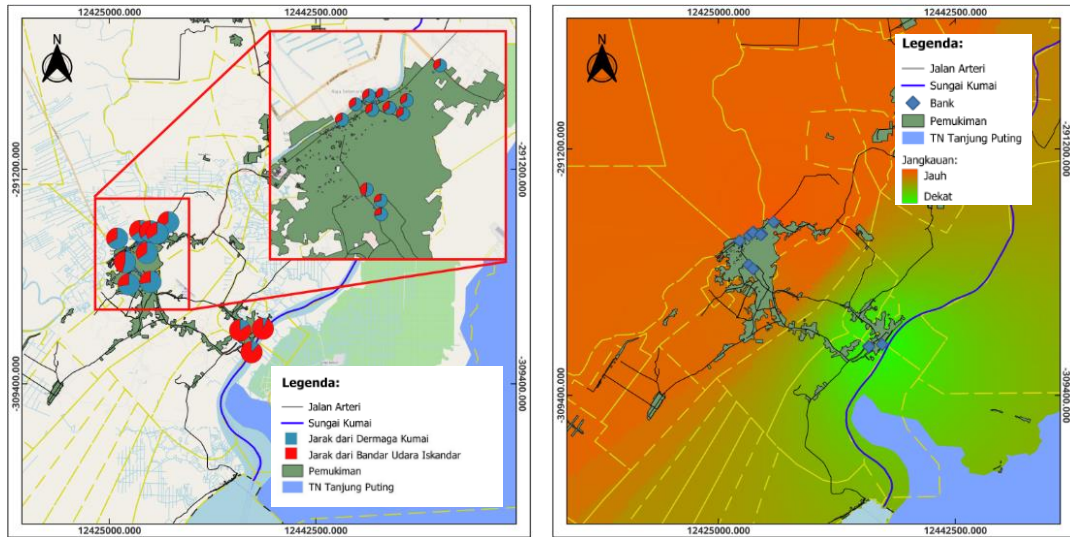 12425000.000
12442500.000
N
-291200.000
-309400.000
Legenda:
Jalan Arteri
Sungai Kumai
Jarak dari Dermaga Kumai
Jarak dari Bandar Udara Iskandar
Pemukiman
TN Tanjung Puting
12425000.000
12442500.000
12425000.000
12442500.000
N
Legenda:
Jalan Arteri
Sungai Kumai
Bank
Pemukiman
TN Tanjung Puting
Jangkauan:
Jauh
Dekat
-291200.000
-291200.000
-309400.000
-309400.000
12425000.000
12442500.000